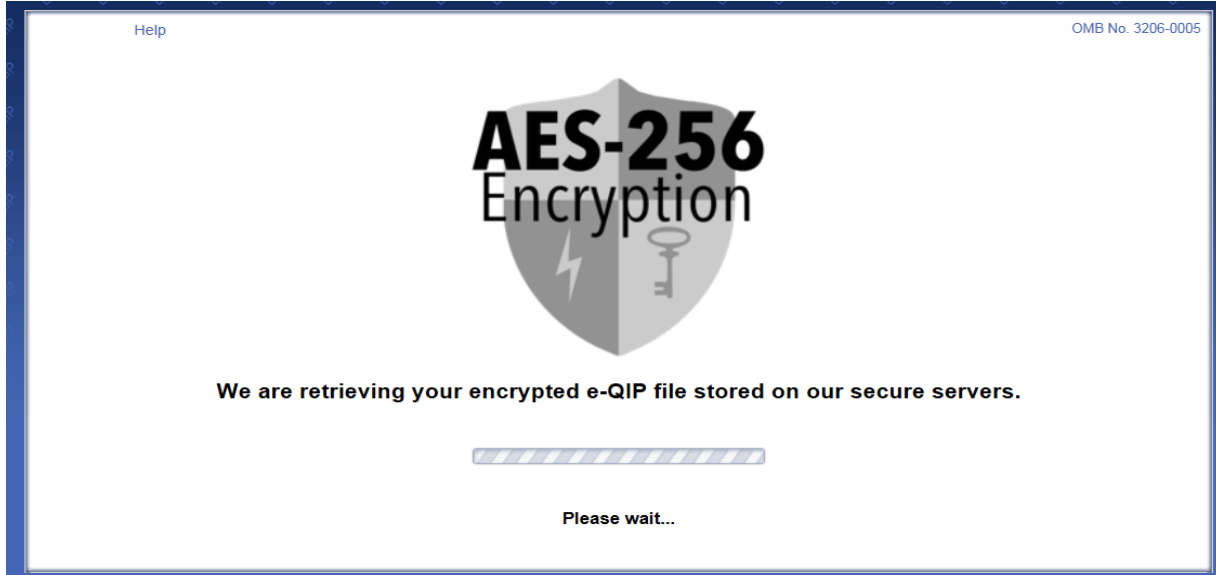 Help
OMB No. 3206-0005
AES-256
Encryption
We are retrieving your encrypted e-QIP file stored on our secure servers.
Please wait...